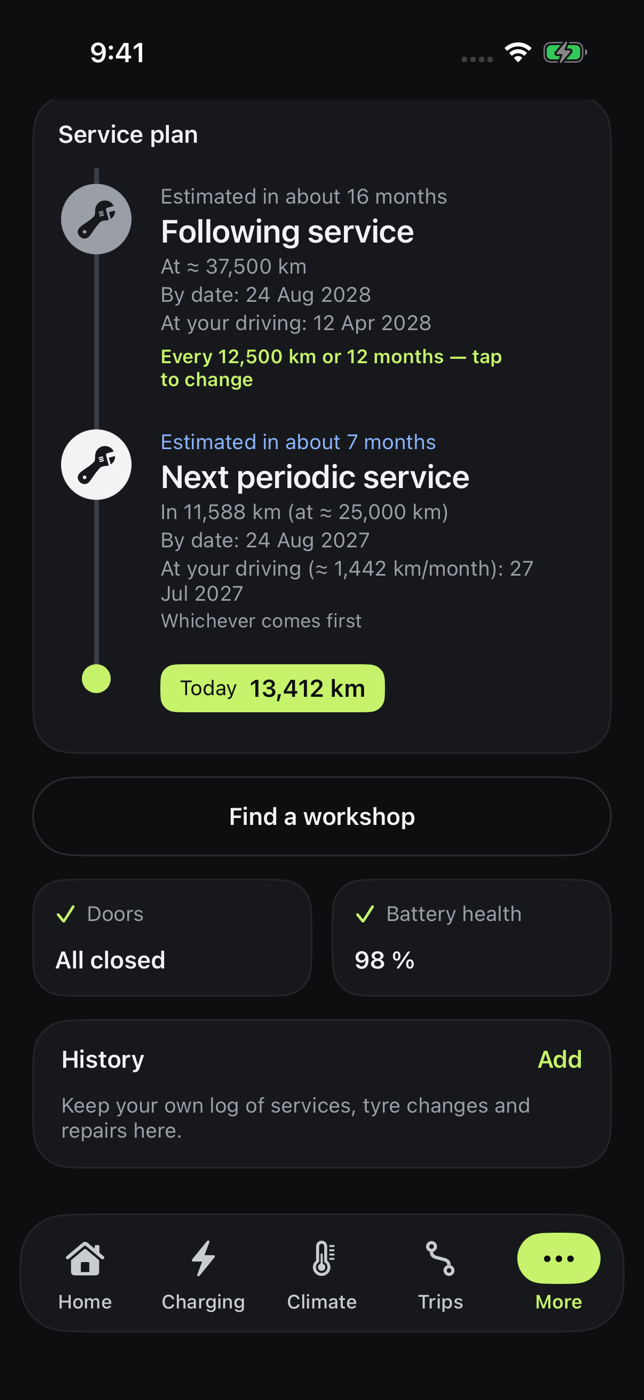 9:41
Service plan
Estimated in about 16 months
Following service
At ≈ 37,500 km
By date: 24 Aug 2028
At your driving: 12 Apr 2028
Every 12,500 km or 12 months — tap
to change
Estimated in about 7 months
Next periodic service
In 11,588 km (at ≈ 25,000 km)
By date: 24 Aug 2027
At your driving (≈ 1,442 km/month): 27
Jul 2027
Whichever comes first
Today 13,412 km
Find a workshop
Doors
All closed
Battery health
98 %
History
Add
Keep your own log of services, tyre changes and
repairs here.
Home
Charging
Climate
Trips
More